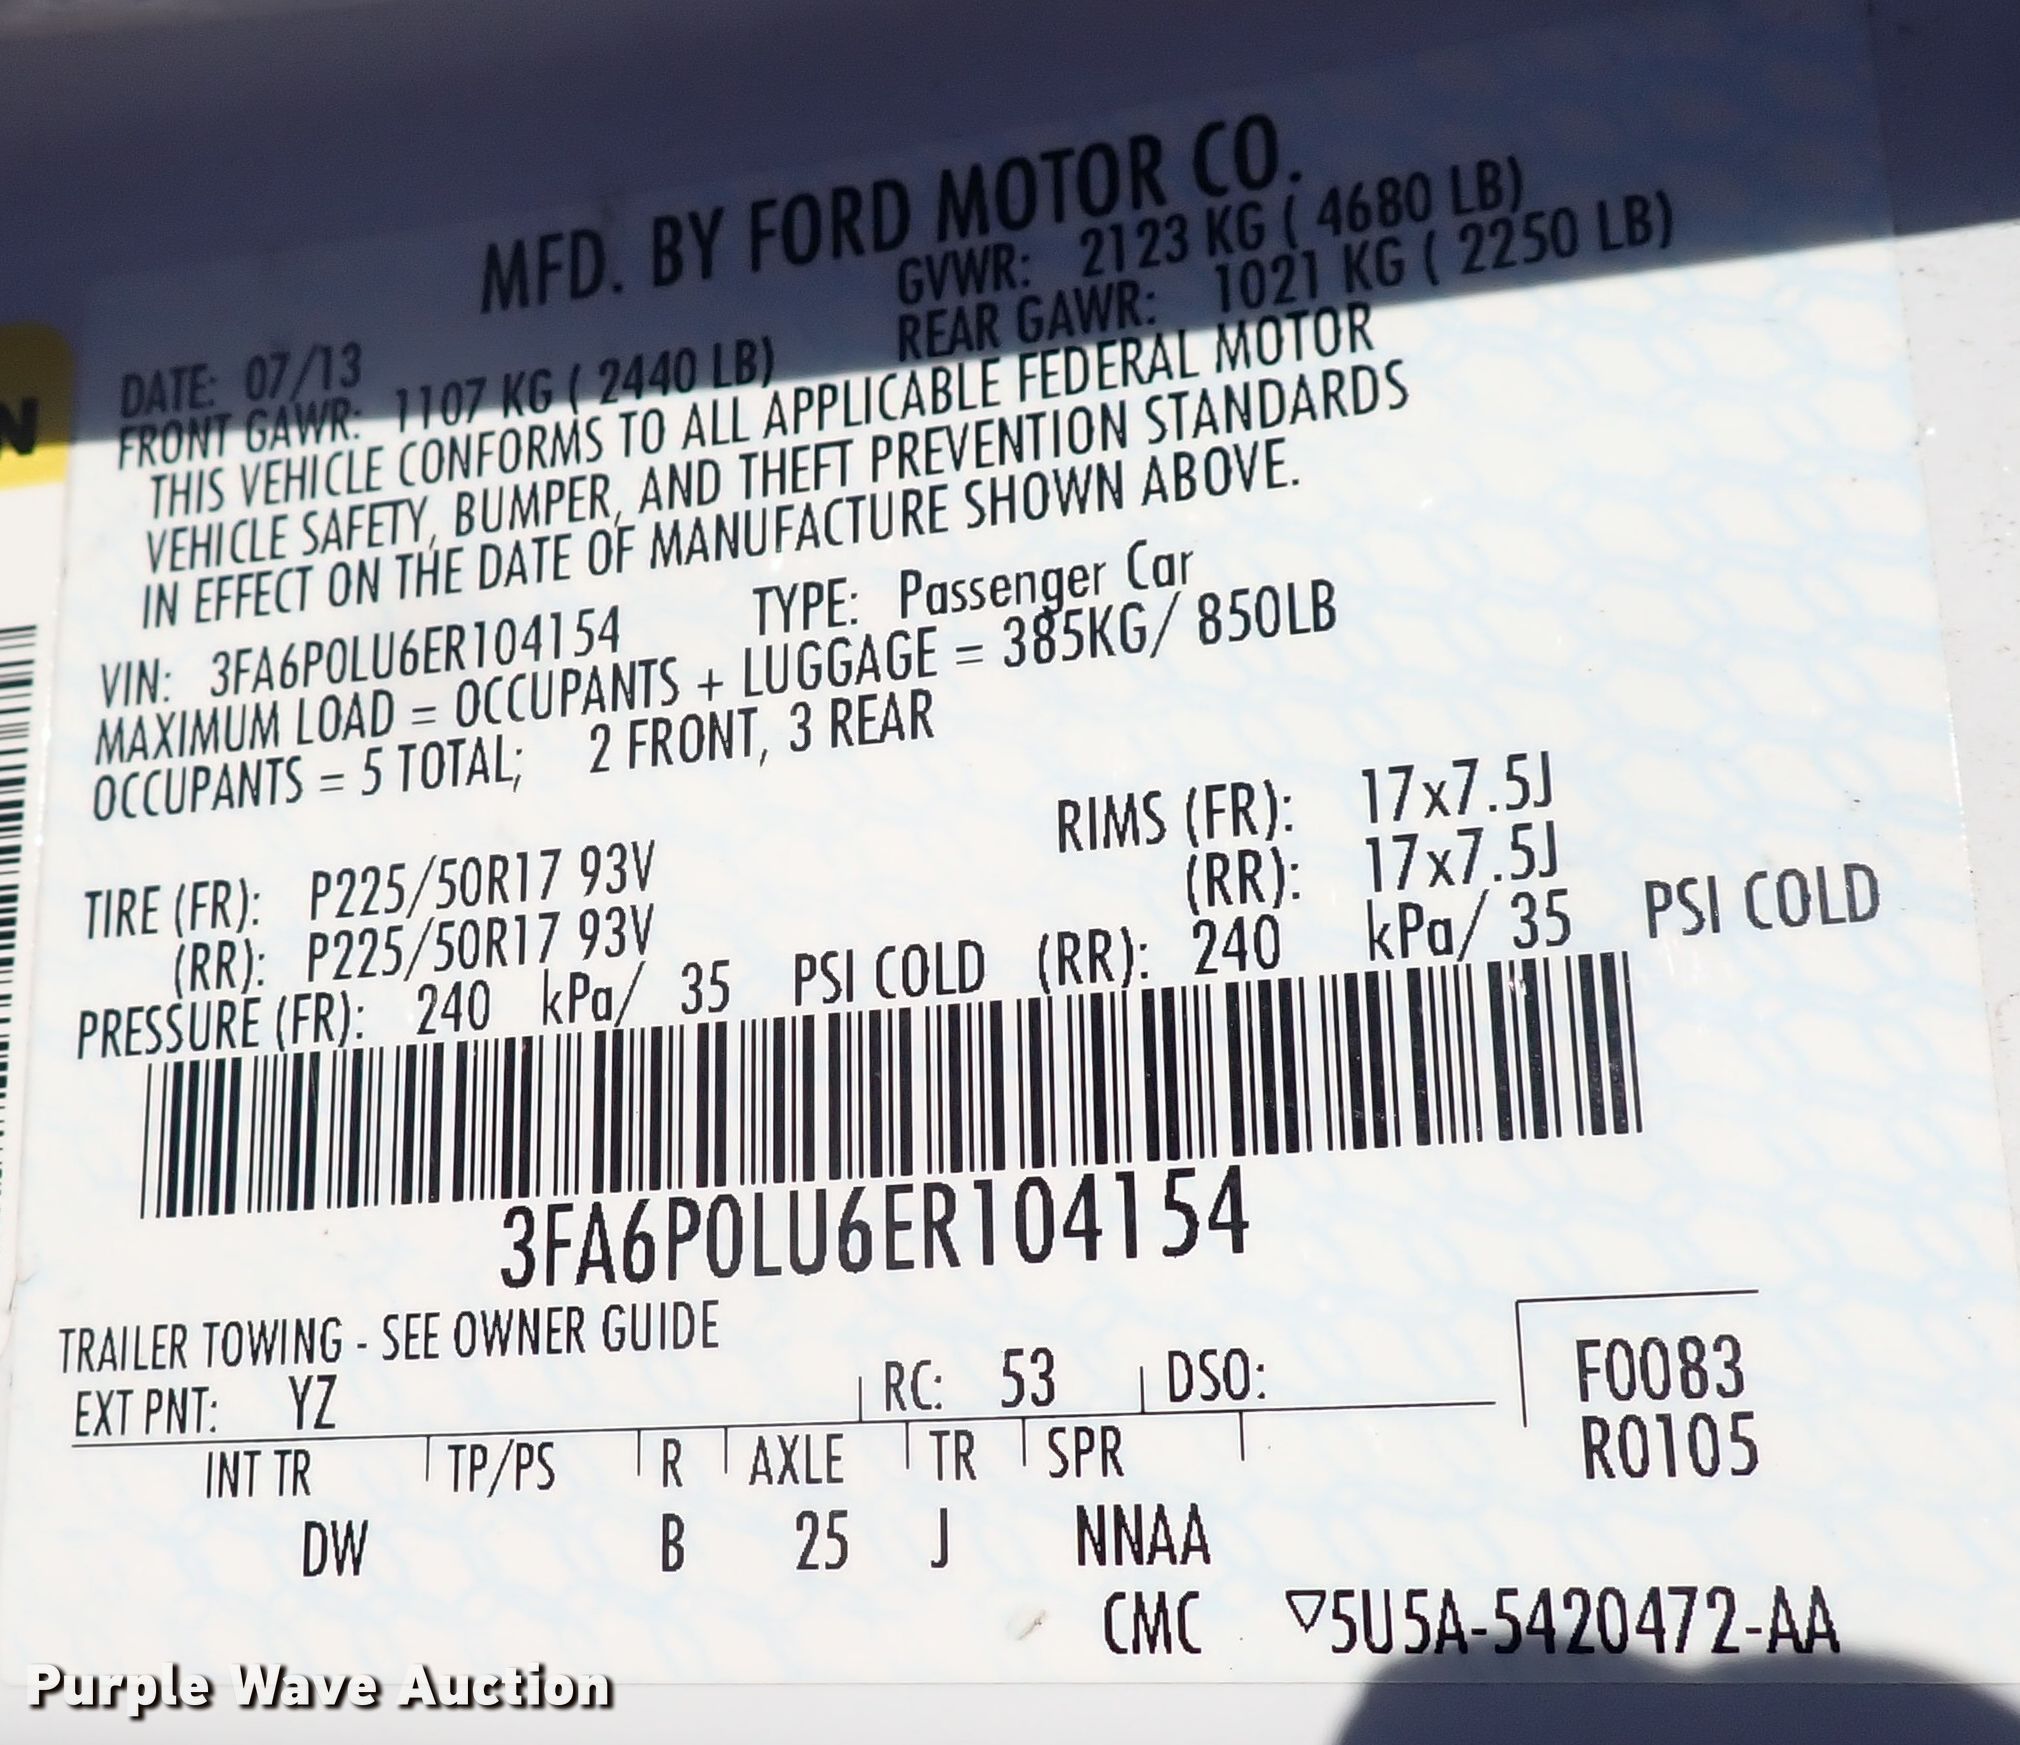 MFD. BY FORD MOTOR CO.
DATE: 07/13 GVWR: 2123 KG ( 4680 LB)
FRONT GAWR: 1107 KG ( 2440 LB) REAR GAWR: 1021 KG ( 2250 LB)
THIS VEHICLE CONFORMS TO ALL APPLICABLE FEDERAL MOTOR
VEHICLE SAFETY, BUMPER, AND THEFT PREVENTION STANDARDS
IN EFFECT ON THE DATE OF MANUFACTURE SHOWN ABOVE.
VIN: 3FA6P0LU6ER104154 TYPE: Passenger Car
MAXIMUM LOAD = OCCUPANTS + LUGGAGE = 385KG/ 850LB
OCCUPANTS = 5 TOTAL; 2 FRONT, 3 REAR
TIRE (FR): P225/50R17 93V RIMS (FR): 17x7.5J
(RR): P225/50R17 93V (RR): 17x7.5J
PRESSURE (FR): 240 kPa/ 35 PSI COLD (RR): 240 kPa/ 35 PSI COLD
3FA6P0LU6ER104154
TRAILER TOWING - SEE OWNER GUIDE
EXT PNT: YZ RC: 53 DSO: F0083
INT TR TP/PS R AXLE TR SPR R0105
DW B 25 J NNAA
CMC ▽5U5A-5420472-AA
N
Purple Wave Auction